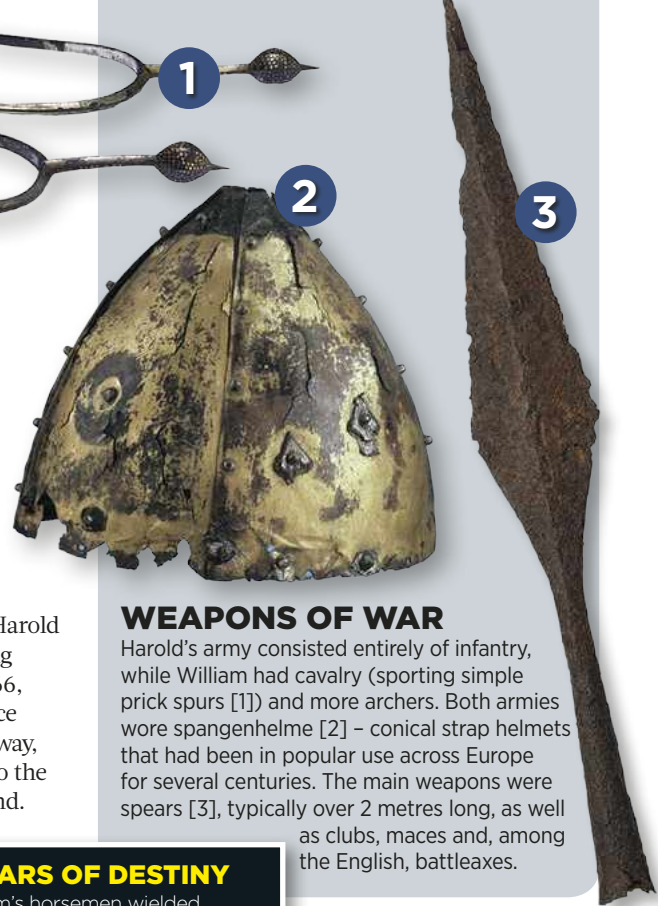 1
2
3
Harold
g
66,
ce
way,
o the
nd.
WEAPONS OF WAR
Harold's army consisted entirely of infantry,
while William had cavalry (sporting simple
prick spurs [1]) and more archers. Both armies
wore spangenhelme [2] – conical strap helmets
that had been in popular use across Europe
for several centuries. The main weapons were
spears [3], typically over 2 metres long, as well
as clubs, maces and, among
the English, battleaxes.
ARS OF DESTINY
m's horsemen wielded